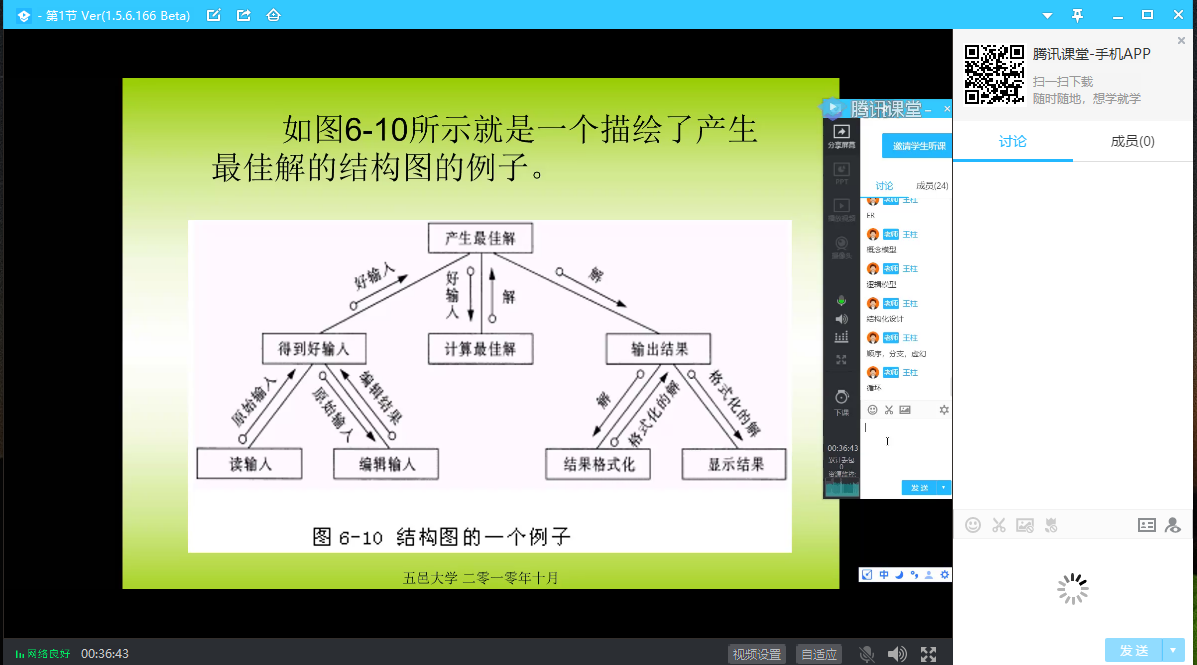 - 第1节 Ver(1.5.6.166 Beta)
腾讯课堂-手机APP
扫一扫下载
随时随地，想学就学
讨论
成员(0)
如图6-10所示就是一个描绘了产生
最佳解的结构图的例子。
产生最佳解
好输入
好输入
解
解
得到好输入
计算最佳解
输出结果
原始输入
原始输入
编辑结果
解
格式化的解
格式化的解
读输入
编辑输入
结果格式化
显示结果
图 6-10 结构图的一个例子
五邑大学 二零一零年十月
腾讯课堂
分享屏幕
PPT
播放视频
摄像头
下课
00:36:43
邀请学生听课
讨论
成员(24)
老师 王柱
ER
老师 王柱
概念模型
老师 王柱
逻辑模型
老师 王柱
结构化设计
老师 王柱
顺序，分支，虚幻
老师 王柱
循环
发送
中
网络良好
00:36:43
视频设置
自适应
发送